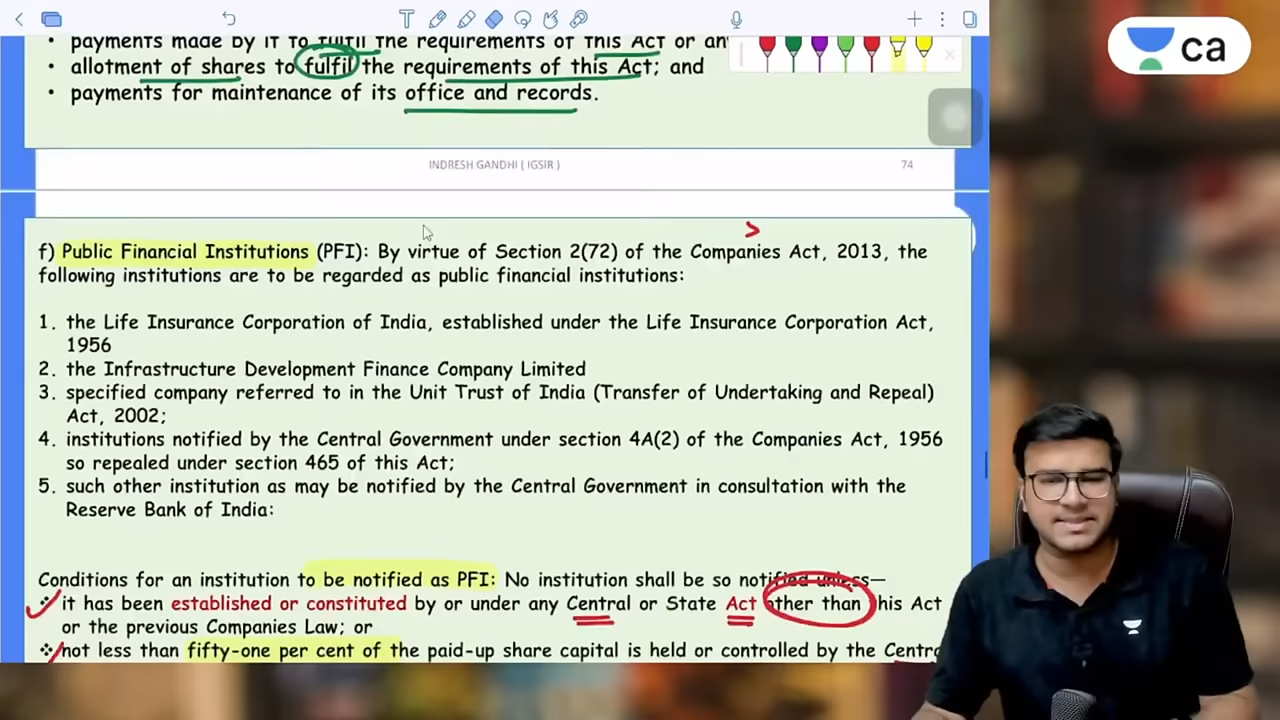 payments made by it to fulfil the requirements of this Act or an
• allotment of shares to fulfil the requirements of this Act; and
• payments for maintenance of its office and records.
INDRESH GANDHI ( IGSIR )
74
f) Public Financial Institutions (PFI): By virtue of Section 2(72) of the Companies Act, 2013, the
following institutions are to be regarded as public financial institutions:
1. the Life Insurance Corporation of India, established under the Life Insurance Corporation Act,
1956
2. the Infrastructure Development Finance Company Limited
3. specified company referred to in the Unit Trust of India (Transfer of Undertaking and Repeal)
Act, 2002;
4. institutions notified by the Central Government under section 4A(2) of the Companies Act, 1956
so repealed under section 465 of this Act;
5. such other institution as may be notified by the Central Government in consultation with the
Reserve Bank of India:
Conditions for an institution to be notified as PFI: No institution shall be so notified unless—
it has been established or constituted by or under any Central or State Act other than this Act
or the previous Companies Law; or
❖ not less than fifty-one per cent of the paid-up share capital is held or controlled by the Centr
ca